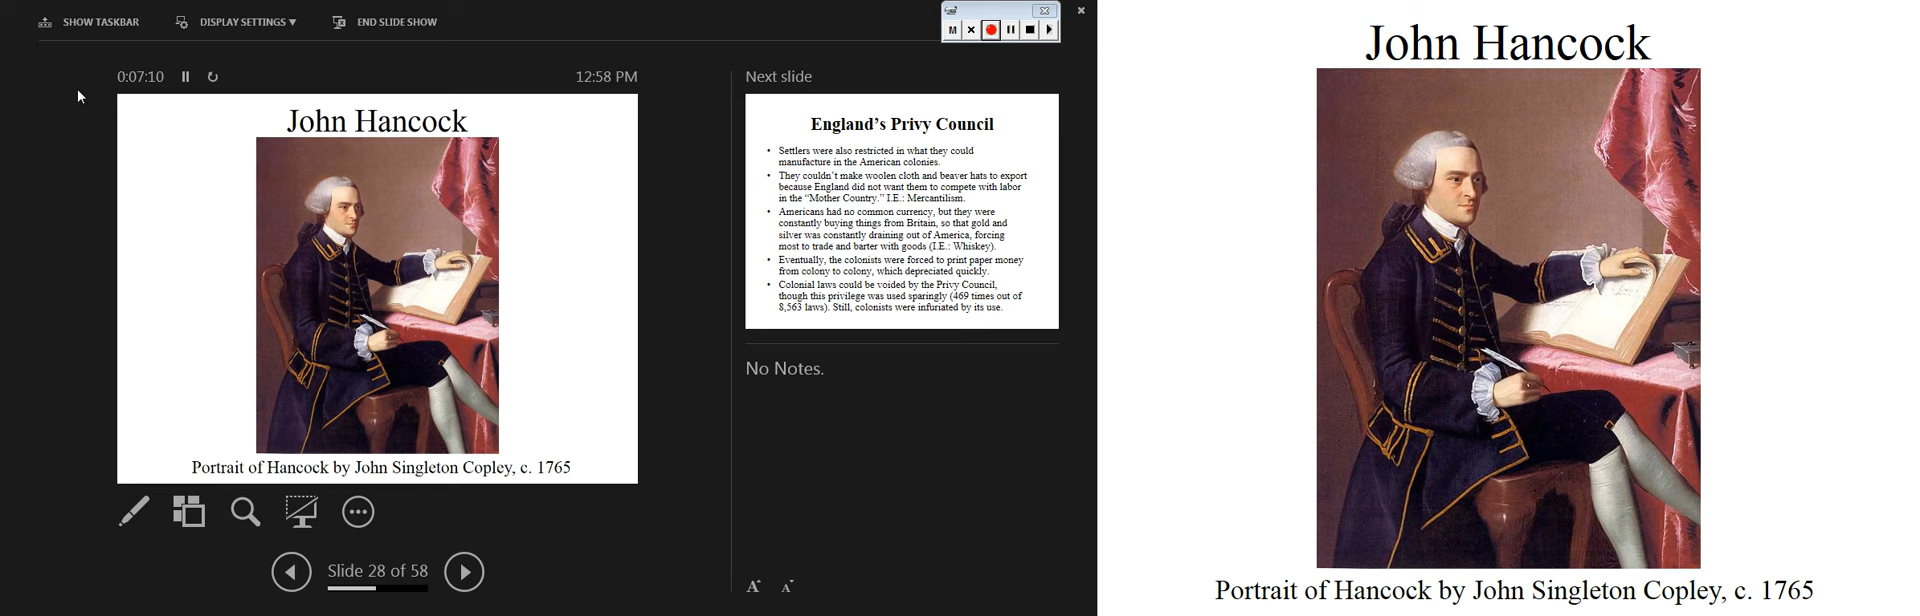 SHOW TASKBAR
DISPLAY SETTINGS ▼
END SLIDE SHOW
M
0:07:10
12:58 PM
John Hancock
Portrait of Hancock by John Singleton Copley, c. 1765
Slide 28 of 58
Next slide
England’s Privy Council
• Settlers were also restricted in what they could
manufacture in the American colonies.
• They couldn’t make woolen cloth and beaver hats to export
because England did not want them to compete with labor
in the “Mother Country.” I.E.: Mercantilism.
• Americans had no common currency, but they were
constantly buying things from Britain, so that gold and
silver was constantly draining out of America, forcing
most to trade and barter with goods (I.E.: Whiskey).
• Eventually, the colonists were forced to print paper money
from colony to colony, which depreciated quickly.
• Colonial laws could be voided by the Privy Council,
though this privilege was used sparingly (469 times out of
8,563 laws). Still, colonists were infuriated by its use.
No Notes.
A A
John Hancock
Portrait of Hancock by John Singleton Copley, c. 1765